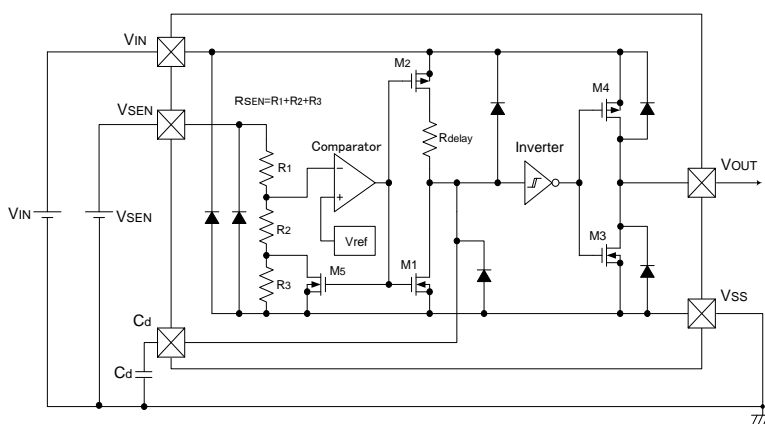 VIN
M2
M4
RSEN=R1+R2+R3
VSEN
Comparator
Rdelay
Inverter
R1
−
+
VOUT
VIN
VSEN
R2
Vref
M3
M5
M1
R3
VSS
Cd
Cd